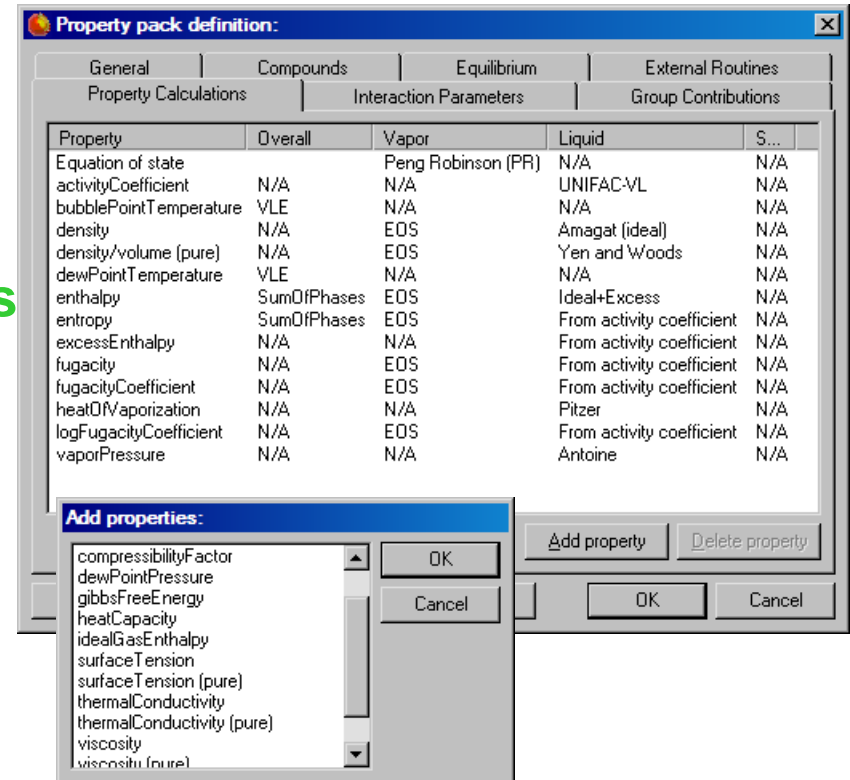 Property pack definition:
General Compounds Equilibrium External Routines
Property Calculations Interaction Parameters Group Contributions
Property Overall Vapor Liquid S...
Equation of state Peng Robinson (PR) N/A N/A
activityCoefficient N/A N/A UNIFAC-VL N/A
bubblePointTemperature VLE N/A N/A N/A
density N/A EOS Amagat (ideal) N/A
density/volume (pure) N/A EOS Yen and Woods N/A
dewPointTemperature VLE N/A N/A N/A
s
enthalpy SumOfPhases EOS Ideal+Excess N/A
entropy SumOfPhases EOS From activity coefficient N/A
excessEnthalpy N/A N/A From activity coefficient N/A
fugacity N/A EOS From activity coefficient N/A
fugacityCoefficient N/A EOS From activity coefficient N/A
heatOfVaporization N/A N/A Pitzer N/A
logFugacityCoefficient N/A EOS From activity coefficient N/A
vaporPressure N/A N/A Antoine N/A
Add property Delete property
OK Cancel
Add properties:
compressibilityFactor
dewPointPressure
gibbsFreeEnergy
heatCapacity
idealGasEnthalpy
surfaceTension
surfaceTension (pure)
thermalConductivity
thermalConductivity (pure)
viscosity
viscosity (pure)
OK
Cancel